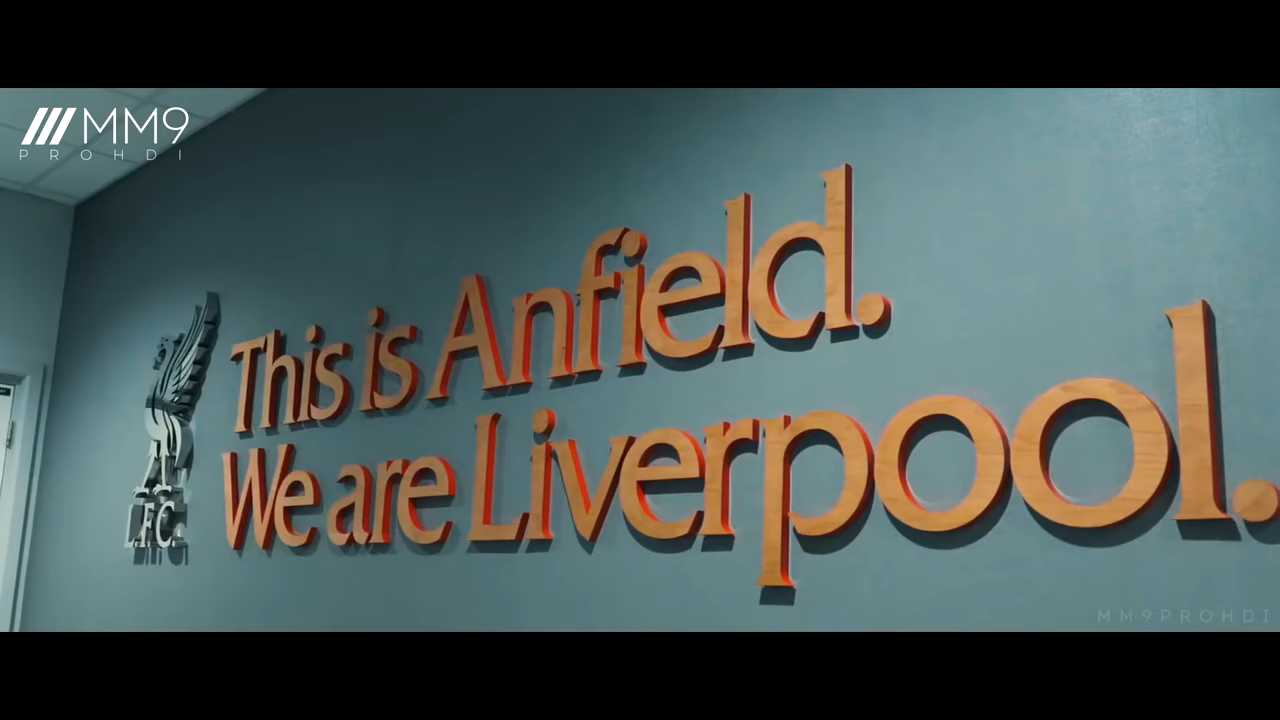 MM9
PROHDI
This is Anfield.
We are Liverpool.
L.F.C.
MM9PROHDI